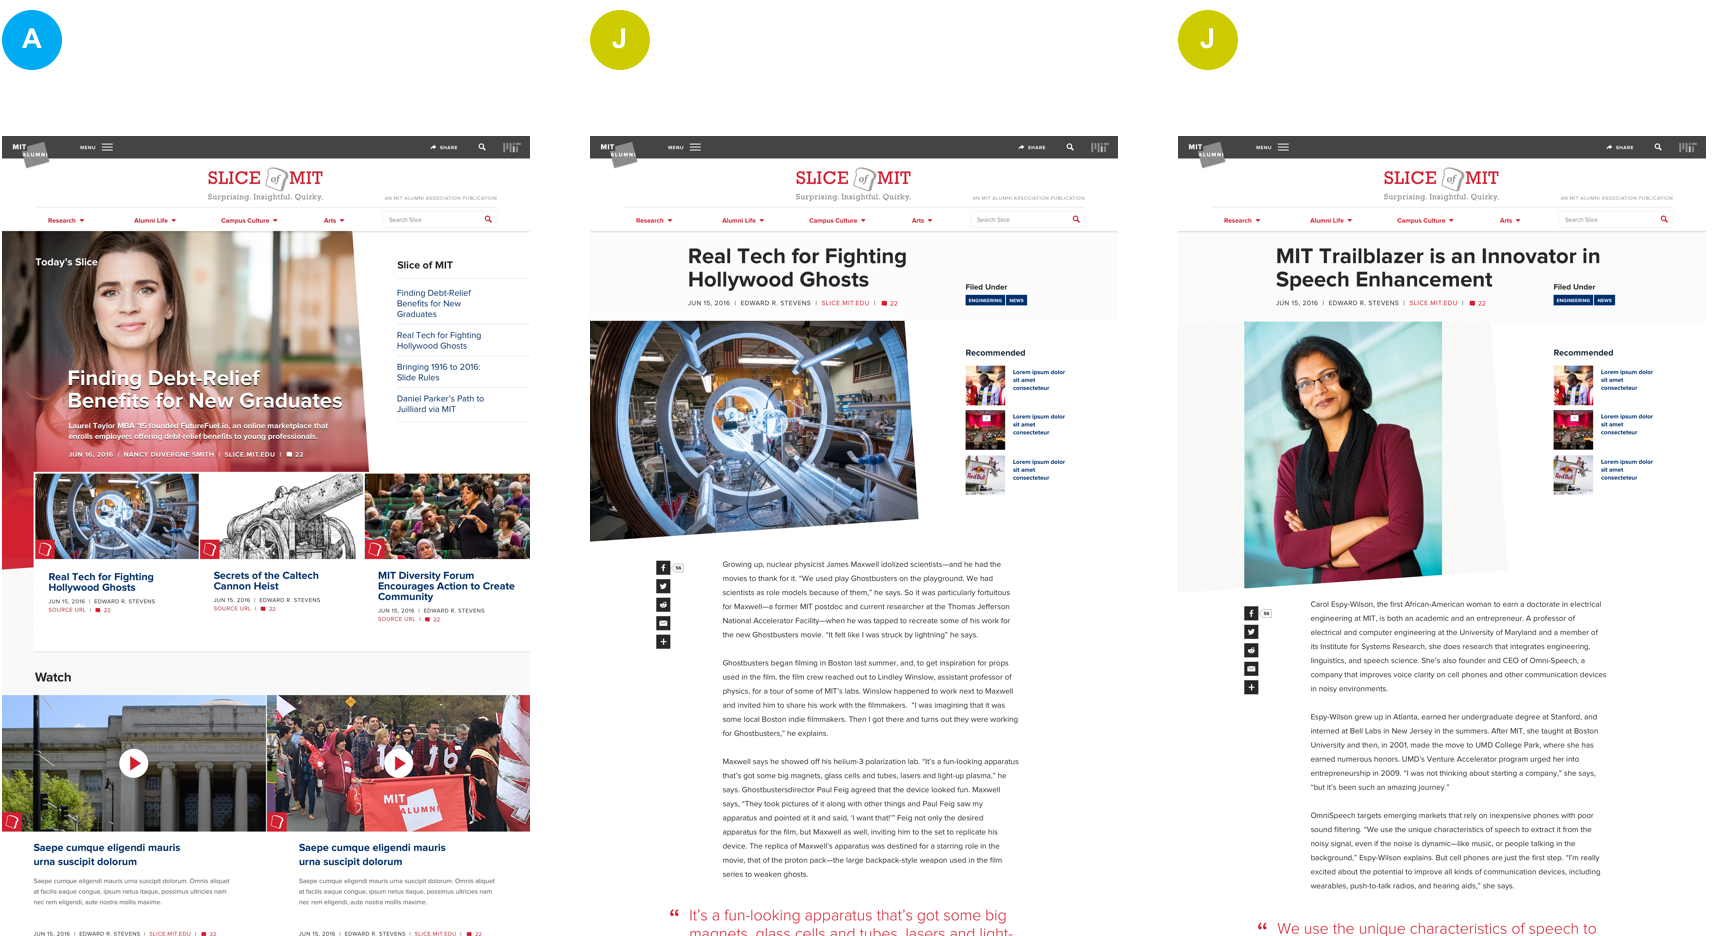 A
MIT
ALUMNI
MENU
SHARE
SLICE of MIT
Surprising. Insightful. Quirky.
AN MIT ALUMNI ASSOCIATION PUBLICATION
Research
Alumni Life
Campus Culture
Arts
Search Slice
Today's Slice
Finding Debt-Relief
Benefits for New Graduates
Laurel Taylor MBA '15 founded FutureFuel.io, an online marketplace that
enrolls employers offering debt-relief benefits to young professionals.
JUN 16, 2016 | NANCY DUVERGNE SMITH | SLICE.MIT.EDU | 22
Slice of MIT
Finding Debt-Relief
Benefits for New
Graduates
Real Tech for Fighting
Hollywood Ghosts
Bringing 1916 to 2016:
Slide Rules
Daniel Parker's Path to
Juilliard via MIT
Real Tech for Fighting
Hollywood Ghosts
JUN 15, 2016 | EDWARD R. STEVENS
SOURCE URL | 22
Secrets of the Caltech
Cannon Heist
JUN 15, 2016 | EDWARD R. STEVENS
SOURCE URL | 22
MIT Diversity Forum
Encourages Action to Create
Community
JUN 15, 2016 | EDWARD R. STEVENS
SOURCE URL | 22
Watch
MIT
ALUMNI
Saepe cumque eligendi mauris
urna suscipit dolorum
Saepe cumque eligendi mauris urna suscipit dolorum. Omnis aliquet
at facilis eaque congue, ipsum netus itaque, possimus ultricies nam
nec rem eligendi, aute nostra mollis maxime.
JUN 15, 2016 | EDWARD R. STEVENS | SLICE.MIT.EDU | 22
Saepe cumque eligendi mauris
urna suscipit dolorum
Saepe cumque eligendi mauris urna suscipit dolorum. Omnis aliquet
at facilis eaque congue, ipsum netus itaque, possimus ultricies nam
nec rem eligendi, aute nostra mollis maxime.
JUN 15, 2016 | EDWARD R. STEVENS | SLICE.MIT.EDU | 22
J
MIT
ALUMNI
MENU
SHARE
SLICE of MIT
Surprising. Insightful. Quirky.
AN MIT ALUMNI ASSOCIATION PUBLICATION
Research
Alumni Life
Campus Culture
Arts
Search Slice
Real Tech for Fighting
Hollywood Ghosts
JUN 15, 2016 | EDWARD R. STEVENS | SLICE.MIT.EDU | 22
Filed Under
ENGINEERING
NEWS
Recommended
Lorem ipsum dolor
sit amet
consecteteur
Lorem ipsum dolor
sit amet
consecteteur
Red Bull
Lorem ipsum dolor
sit amet
consecteteur
56
Growing up, nuclear physicist James Maxwell idolized scientists—and he had the
movies to thank for it. "We used play Ghostbusters on the playground. We had
scientists as role models because of them," he says. So it was particularly fortuitous
for Maxwell—a former MIT postdoc and current researcher at the Thomas Jefferson
National Accelerator Facility—when he was tapped to recreate some of his work for
the new Ghostbusters movie. "It felt like I was struck by lightning" he says.
Ghostbusters began filming in Boston last summer, and, to get inspiration for props
used in the film, the film crew reached out to Lindley Winslow, assistant professor of
physics, for a tour of some of MIT's labs. Winslow happened to work next to Maxwell
and invited him to share his work with the filmmakers. "I was imagining that it was
some local Boston indie filmmakers. Then I got there and turns out they were working
for Ghostbusters," he explains.
Maxwell says he showed off his helium-3 polarization lab. "It's a fun-looking apparatus
that's got some big magnets, glass cells and tubes, lasers and light-up plasma," he
says. Ghostbustersdirector Paul Feig agreed that the device looked fun. Maxwell
says, "They took pictures of it along with other things and Paul Feig saw my
apparatus and pointed at it and said, 'I want that!'" Feig not only the desired
apparatus for the film, but Maxwell as well, inviting him to the set to replicate his
device. The replica of Maxwell's apparatus was destined for a starring role in the
movie, that of the proton pack—the large backpack-style weapon used in the film
series to weaken ghosts.
“ It's a fun-looking apparatus that's got some big
magnets, glass cells and tubes, lasers and light-
J
MIT
ALUMNI
MENU
SHARE
SLICE of MIT
Surprising. Insightful. Quirky.
AN MIT ALUMNI ASSOCIATION PUBLICATION
Research
Alumni Life
Campus Culture
Arts
Search Slice
MIT Trailblazer is an Innovator in
Speech Enhancement
JUN 15, 2016 | EDWARD R. STEVENS | SLICE.MIT.EDU | 22
Filed Under
ENGINEERING
NEWS
Recommended
Lorem ipsum dolor
sit amet
consecteteur
Lorem ipsum dolor
sit amet
consecteteur
Red Bull
Lorem ipsum dolor
sit amet
consecteteur
56
Carol Espy-Wilson, the first African-American woman to earn a doctorate in electrical
engineering at MIT, is both an academic and an entrepreneur. A professor of
electrical and computer engineering at the University of Maryland and a member of
its Institute for Systems Research, she does research that integrates engineering,
linguistics, and speech science. She's also founder and CEO of Omni-Speech, a
company that improves voice clarity on cell phones and other communication devices
in noisy environments.
Espy-Wilson grew up in Atlanta, earned her undergraduate degree at Stanford, and
interned at Bell Labs in New Jersey in the summers. After MIT, she taught at Boston
University and then, in 2001, made the move to UMD College Park, where she has
earned numerous honors. UMD's Venture Accelerator program urged her into
entrepreneurship in 2009. "I was not thinking about starting a company," she says,
"but it's been such an amazing journey."
OmniSpeech targets emerging markets that rely on inexpensive phones with poor
sound filtering. "We use the unique characteristics of speech to extract it from the
noisy signal, even if the noise is dynamic—like music, or people talking in the
background," Espy-Wilson explains. But cell phones are just the first step. "I'm really
excited about the potential to improve all kinds of communication devices, including
wearables, push-to-talk radios, and hearing aids," she says.
“ We use the unique characteristics of speech to